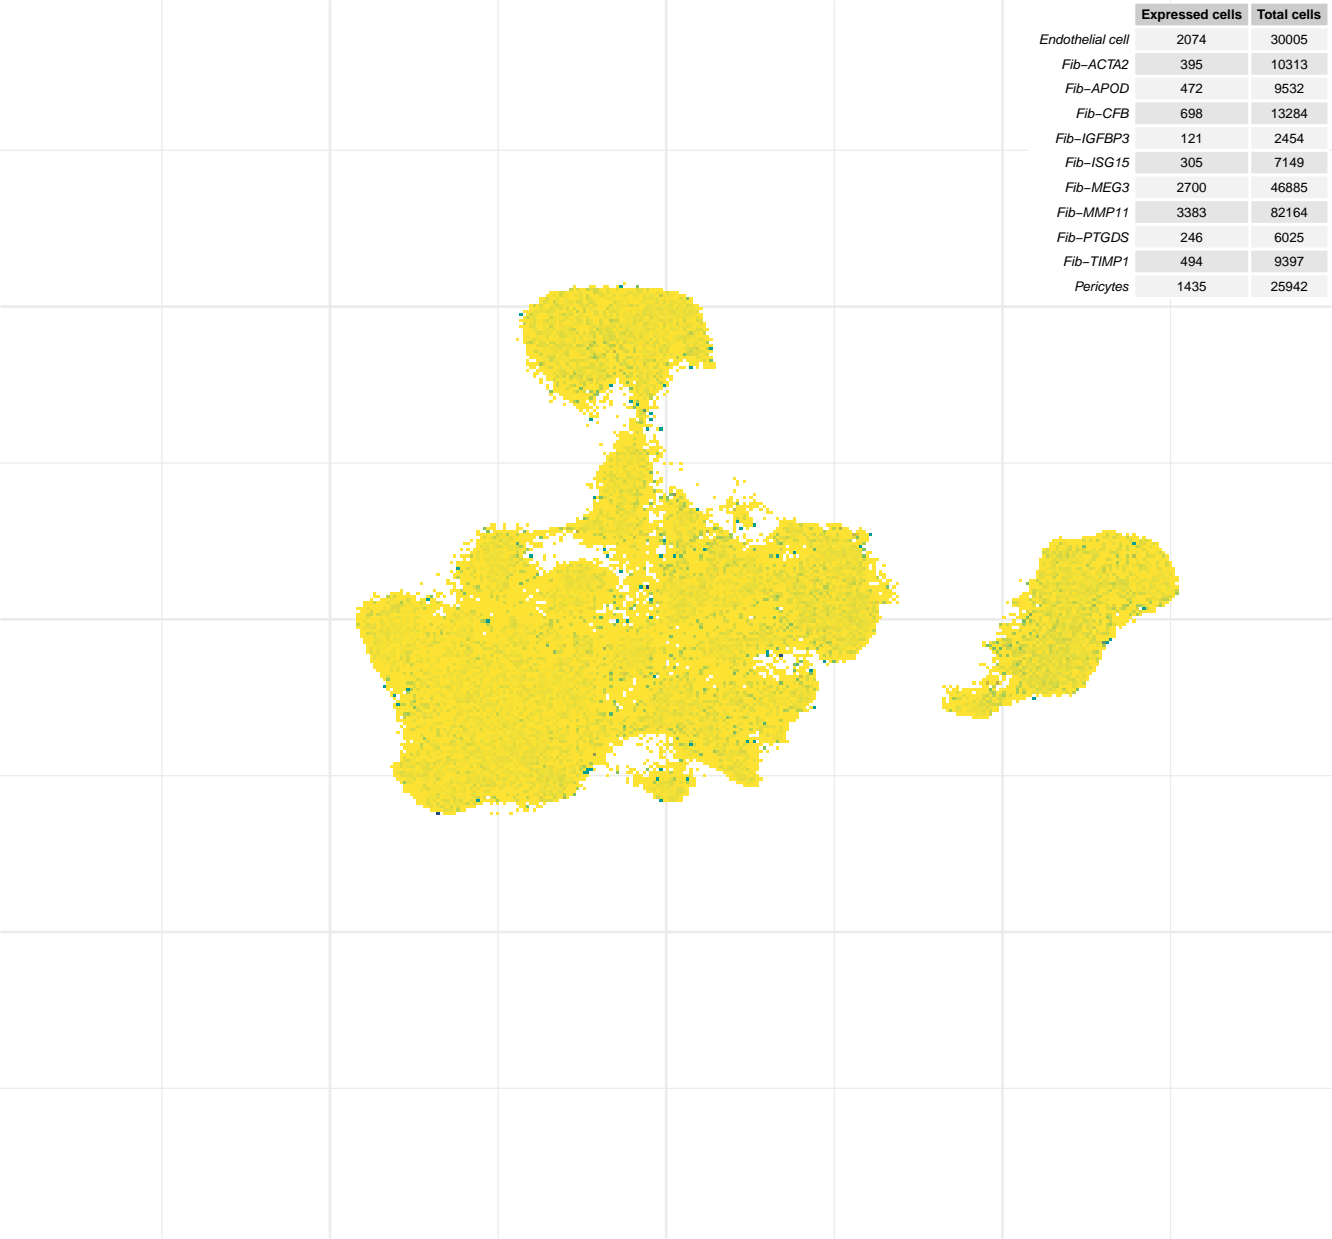 Expressed cells Total cells
Endothelial cell 2074 30005
Fib−ACTA2 395 10313
Fib−APOD 472 9532
Fib−CFB 698 13284
Fib−IGFBP3 121 2454
Fib−ISG15 305 7149
Fib−MEG3 2700 46885
Fib−MMP11 3383 82164
Fib−PTGDS 246 6025
Fib−TIMP1 494 9397
Pericytes 1435 25942